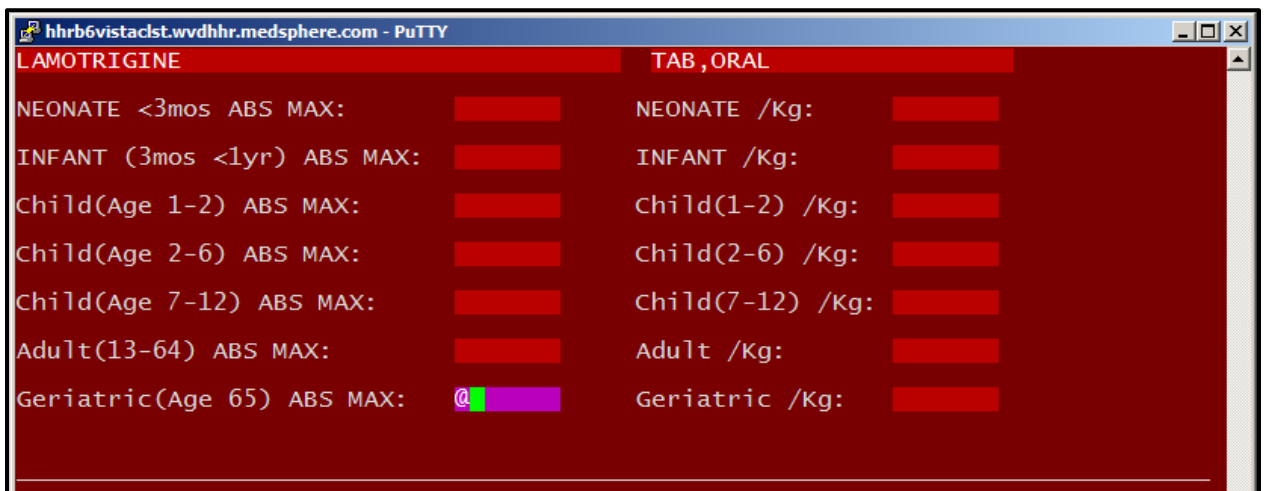 hhrb6vistaclst.wvdhhr.medsphere.com - PuTTY
LAMOTRIGINE TAB,ORAL
NEONATE <3mos ABS MAX: NEONATE /Kg:
INFANT (3mos <1yr) ABS MAX: INFANT /Kg:
Child(Age 1-2) ABS MAX: Child(1-2) /Kg:
Child(Age 2-6) ABS MAX: Child(2-6) /Kg:
Child(Age 7-12) ABS MAX: Child(7-12) /Kg:
Adult(13-64) ABS MAX: Adult /Kg:
Geriatric(Age 65) ABS MAX: @ Geriatric /Kg: